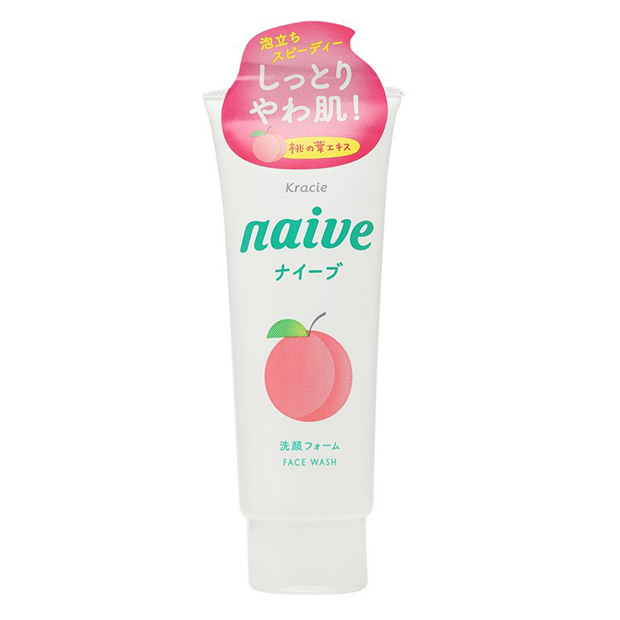 泡立ち
スピーディー
しっとり
やわ肌!
桃の葉エキス
Kracie
naive
ナイーブ
洗顔フォーム
FACE WASH